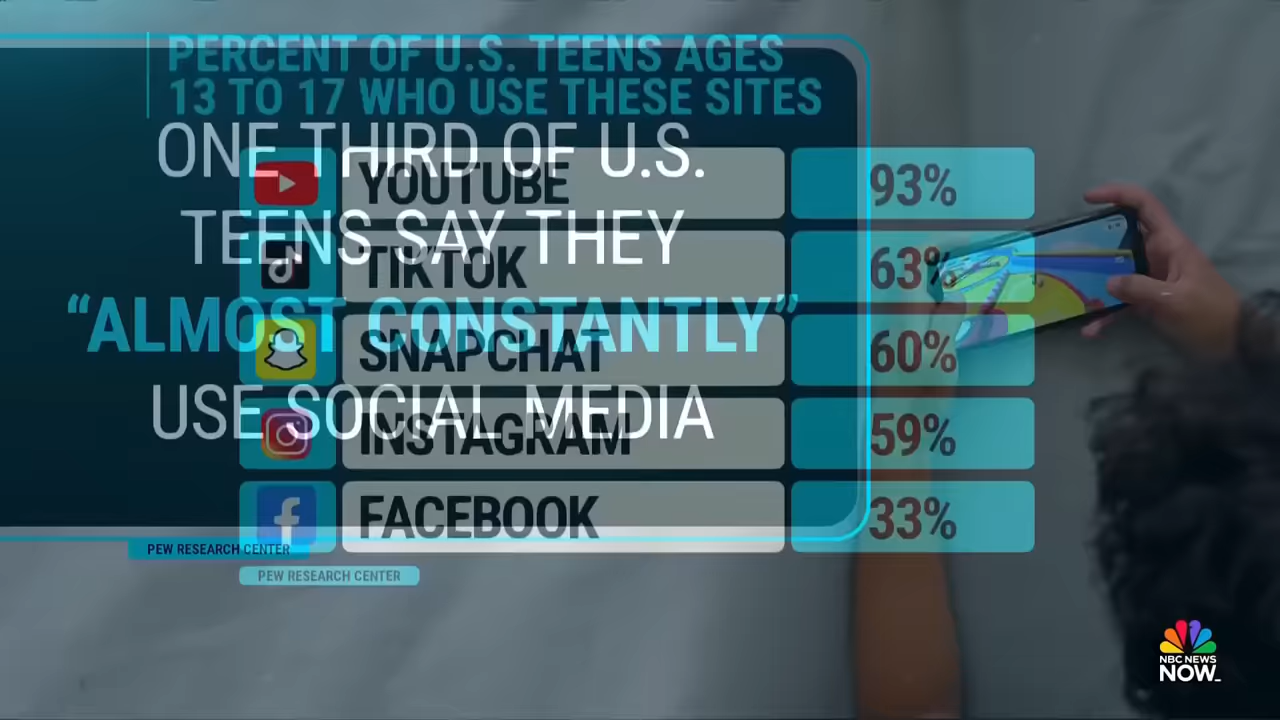 PERCENT OF U.S. TEENS AGES
13 TO 17 WHO USE THESE SITES
ONE THIRD OF U.S.
TEENS SAY THEY
“ALMOST CONSTANTLY”
USE SOCIAL MEDIA
YOUTUBE 93%
TIKTOK 63%
SNAPCHAT 60%
INSTAGRAM 59%
FACEBOOK 33%
PEW RESEARCH CENTER
PEW RESEARCH CENTER
NBC NEWS
NOW